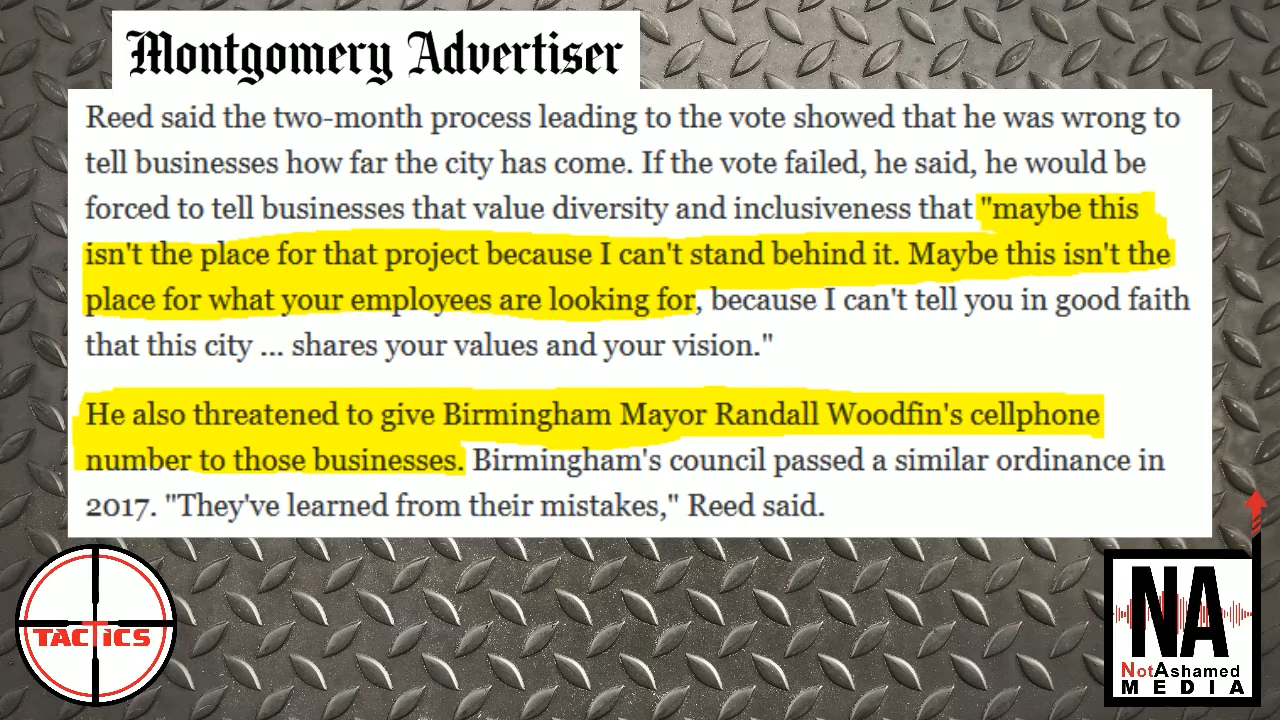 Montgomery Advertiser
Reed said the two-month process leading to the vote showed that he was wrong to
tell businesses how far the city has come. If the vote failed, he said, he would be
forced to tell businesses that value diversity and inclusiveness that "maybe this
isn't the place for that project because I can't stand behind it. Maybe this isn't the
place for what your employees are looking for, because I can't tell you in good faith
that this city ... shares your values and your vision."
He also threatened to give Birmingham Mayor Randall Woodfin's cellphone
number to those businesses. Birmingham's council passed a similar ordinance in
2017. "They've learned from their mistakes," Reed said.
TACTICS
NA
NotAshamed
MEDIA